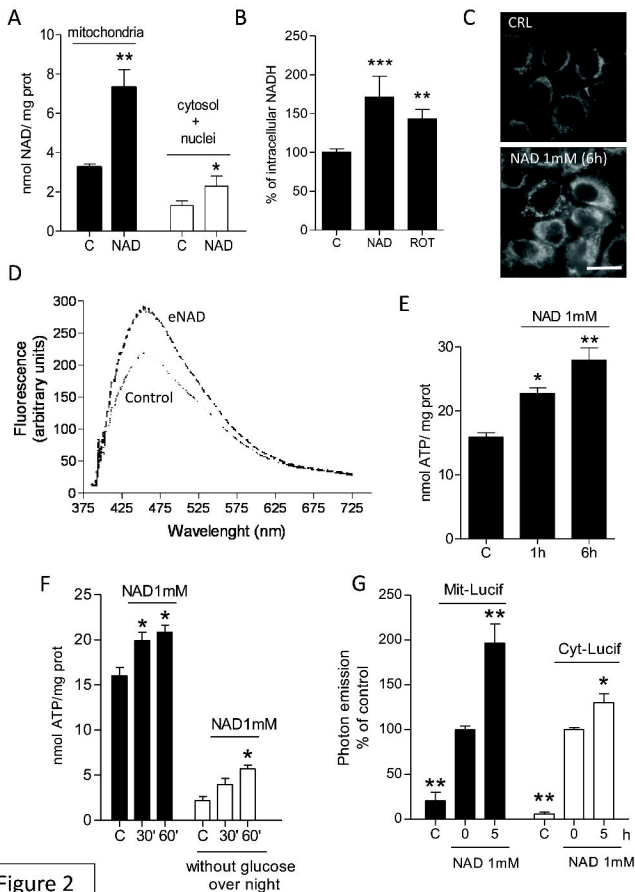 A
mitochondria
nmol NAD/ mg prot
10
8
6
4
2
0
**
cytosol
+
nuclei
*
C NAD C NAD
B
% of intracellular NADH
250
200
150
100
50
0
***
**
C NAD ROT
C
CRL
NAD 1mM (6h)
D
Fluorescence
(arbitrary units)
300
250
200
150
100
50
0
eNAD
Control
375 425 475 525 575 625 675 725
Wavelenght (nm)
E
NAD 1mM
nmol ATP/ mg prot
30
20
10
0
*
**
C 1h 6h
F
NAD1mM
nmol ATP/mg prot
25
20
15
10
5
0
* *
NAD1mM
*
C 30' 60' C 30' 60'
without glucose
over night
G
Mit-Lucif
Photon emission
% of control
250
200
150
100
50
0
**
**
Cyt-Lucif
**
*
C 0 5 C 0 5 h
NAD 1mM NAD 1mM
Figure 2